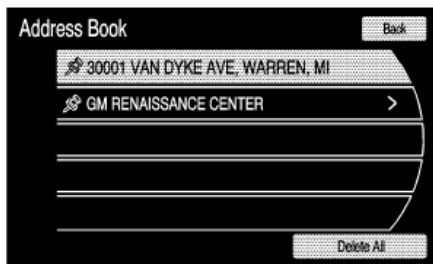 Address Book
Back
30001 VAN DYKE AVE, WARREN, MI
GM RENAISSANCE CENTER >
Delete All